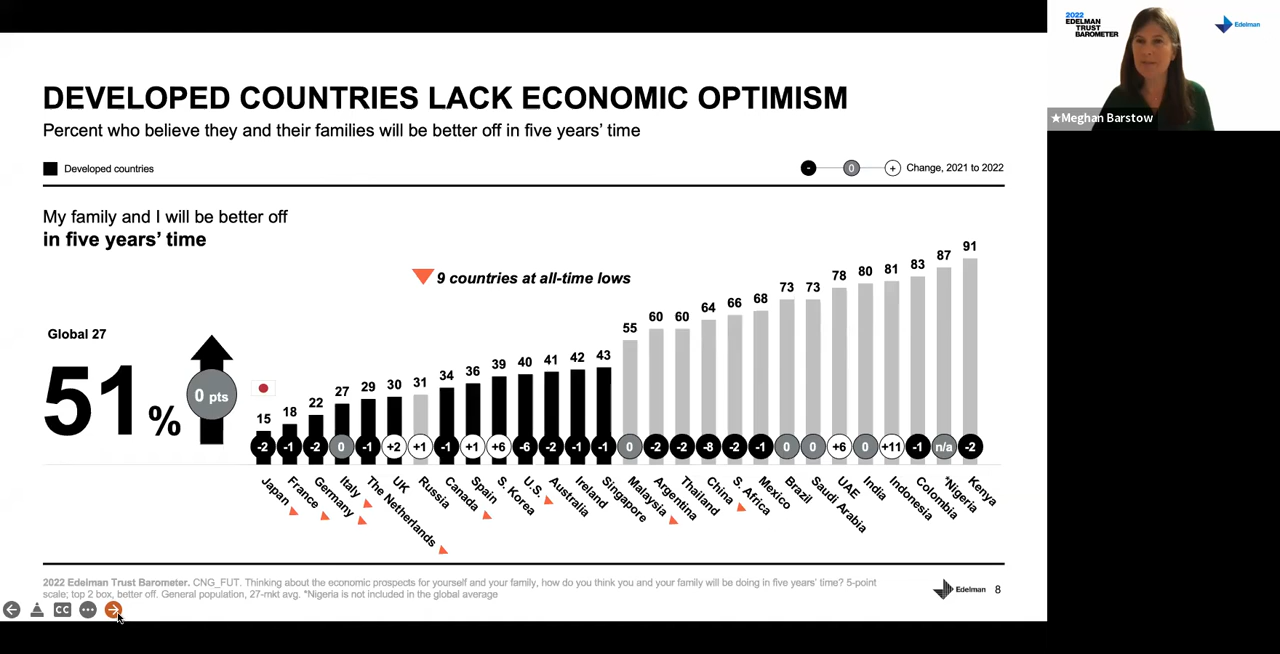 2022
EDELMAN
TRUST
BAROMETER
Edelman
★Meghan Barstow
DEVELOPED COUNTRIES LACK ECONOMIC OPTIMISM
Percent who believe they and their families will be better off in five years' time
Developed countries
- 0 + Change, 2021 to 2022
My family and I will be better off
in five years' time
9 countries at all-time lows
Global 27
51 %
0 pts
15 18 22 27 29 30 31 34 36 39 40 41 42 43 55 60 60 64 66 68 73 73 78 80 81 83 87 91
-2 -1 -2 0 -1 +2 +1 -1 +1 +6 -6 -2 -1 -1 0 -2 -2 -8 -2 -1 0 0 +6 0 +11 -1 n/a -2
Japan
France
Germany
Italy
The Netherlands
UK
Russia
Canada
Spain
S. Korea
U.S.
Australia
Ireland
Singapore
Malaysia
Argentina
Thailand
China
S. Africa
Mexico
Brazil
Saudi Arabia
UAE
India
Indonesia
Colombia
*Nigeria
Kenya
2022 Edelman Trust Barometer. CNG_FUT. Thinking about the economic prospects for yourself and your family, how do you think you and your family will be doing in five years' time? 5-point
scale; top 2 box, better off. General population, 27-mkt avg. *Nigeria is not included in the global average
Edelman 8
CC